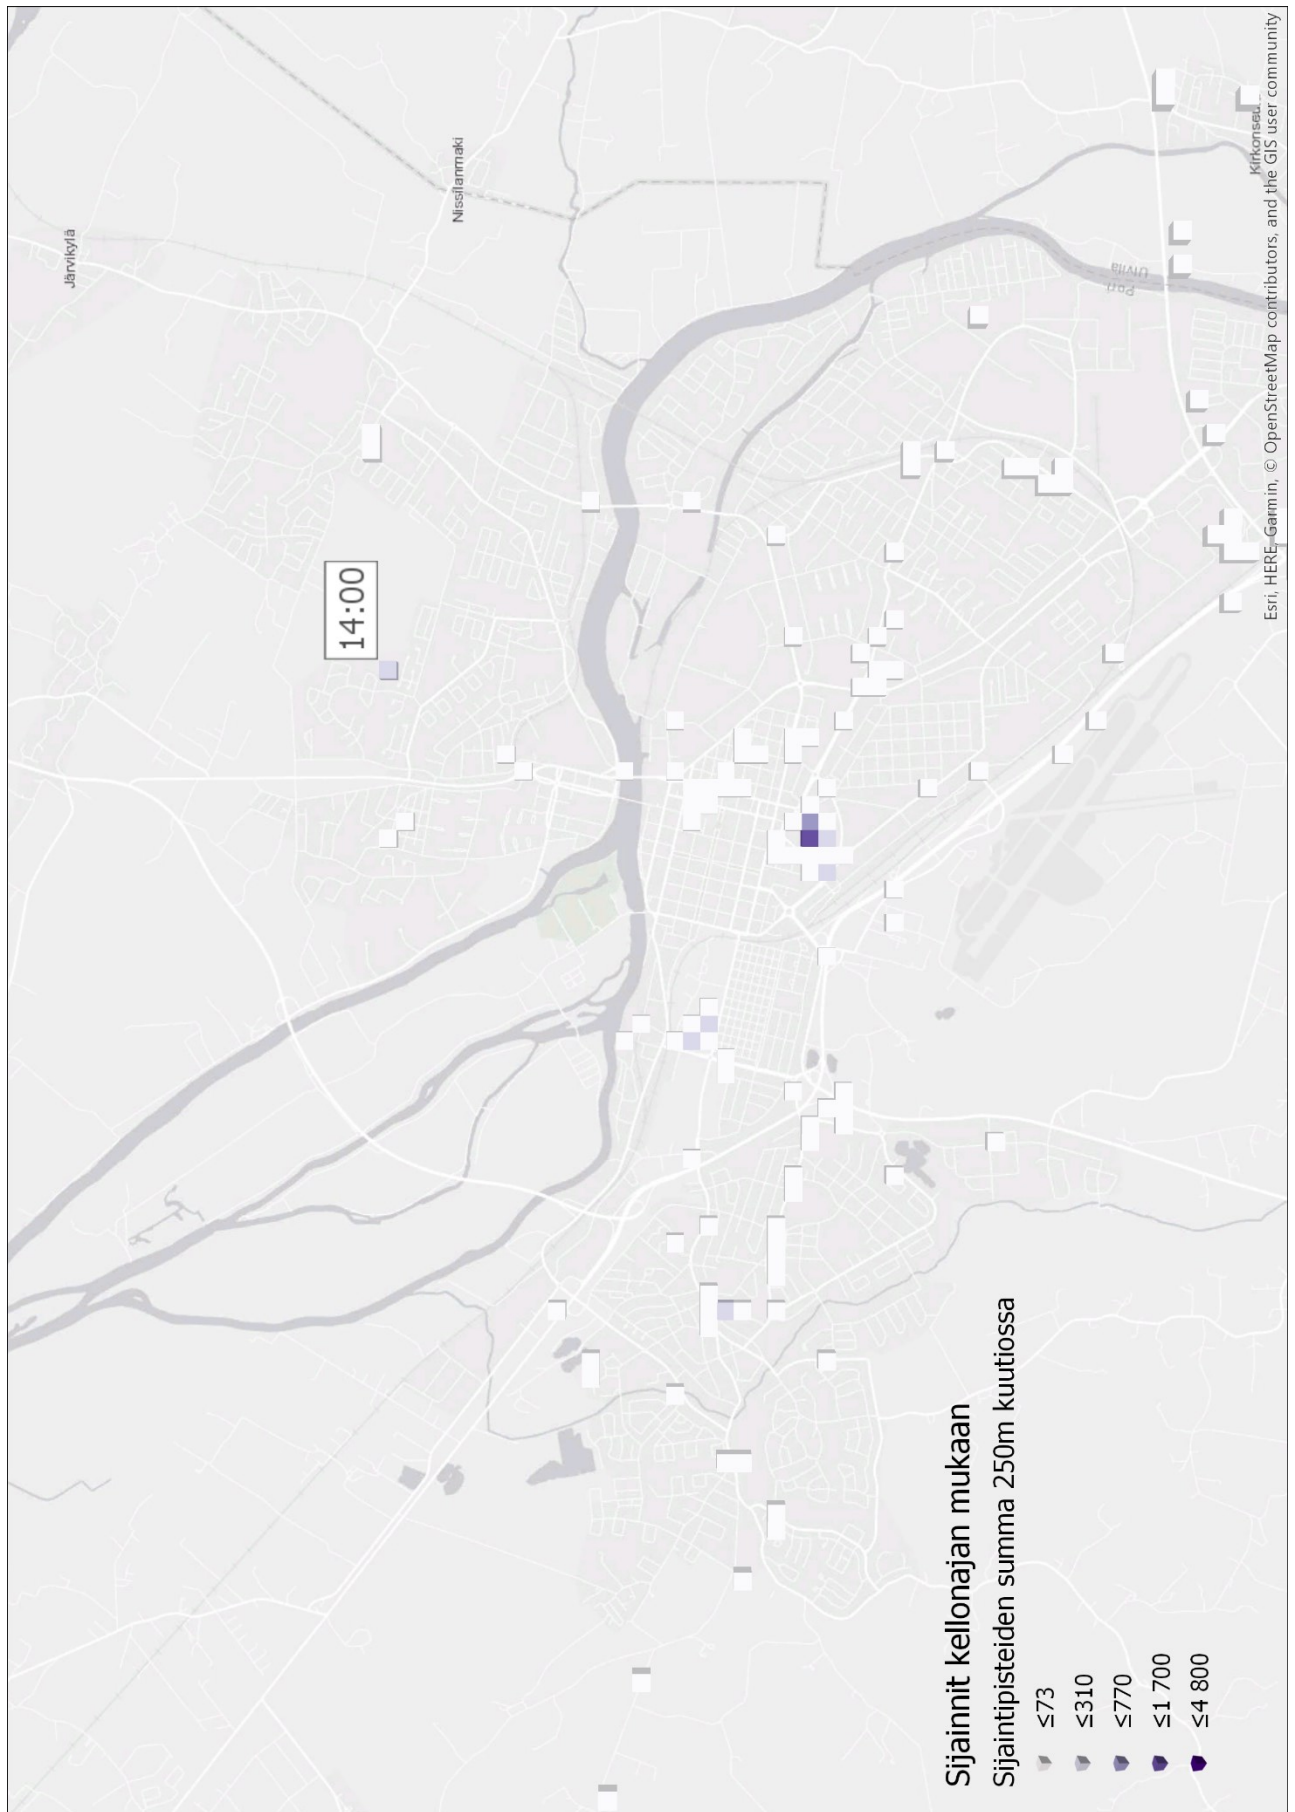 Järvikylä
Nissilänmäki
14:00
Ulvila
Pori
Sijainnit kellonajan mukaan
Sijaintipisteiden summa 250m kuutiossa
≤73
≤310
≤770
≤1 700
≤4 800
Esri, HERE, Garmin, © OpenStreetMap contributors, and the GIS user community